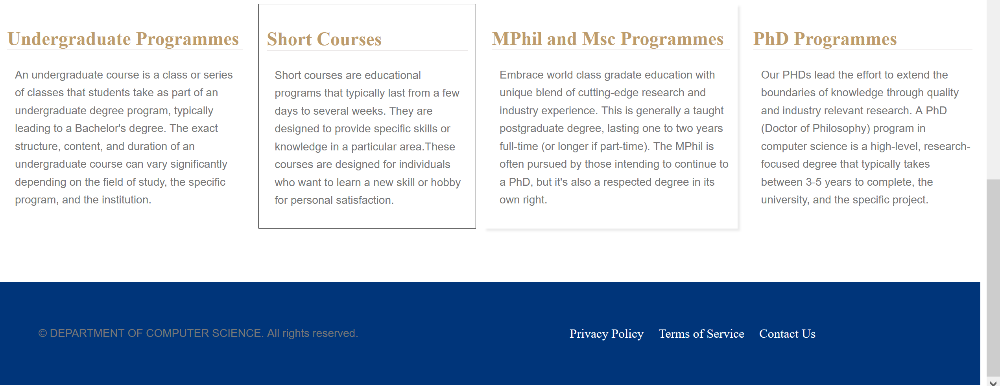 Undergraduate Programmes
An undergraduate course is a class or series
of classes that students take as part of an
undergraduate degree program, typically
leading to a Bachelor's degree. The exact
structure, content, and duration of an
undergraduate course can vary significantly
depending on the field of study, the specific
program, and the institution.
Short Courses
Short courses are educational
programs that typically last from a few
days to several weeks. They are
designed to provide specific skills or
knowledge in a particular area.These
courses are designed for individuals
who want to learn a new skill or hobby
for personal satisfaction.
MPhil and Msc Programmes
Embrace world class gradate education with
unique blend of cutting-edge research and
industry experience. This is generally a taught
postgraduate degree, lasting one to two years
full-time (or longer if part-time). The MPhil is
often pursued by those intending to continue to
a PhD, but it's also a respected degree in its
own right.
PhD Programmes
Our PHDs lead the effort to extend the
boundaries of knowledge through quality
and industry relevant research. A PhD
(Doctor of Philosophy) program in
computer science is a high-level, research-
focused degree that typically takes
between 3-5 years to complete, the
university, and the specific project.
© DEPARTMENT OF COMPUTER SCIENCE. All rights reserved.
Privacy Policy Terms of Service Contact Us